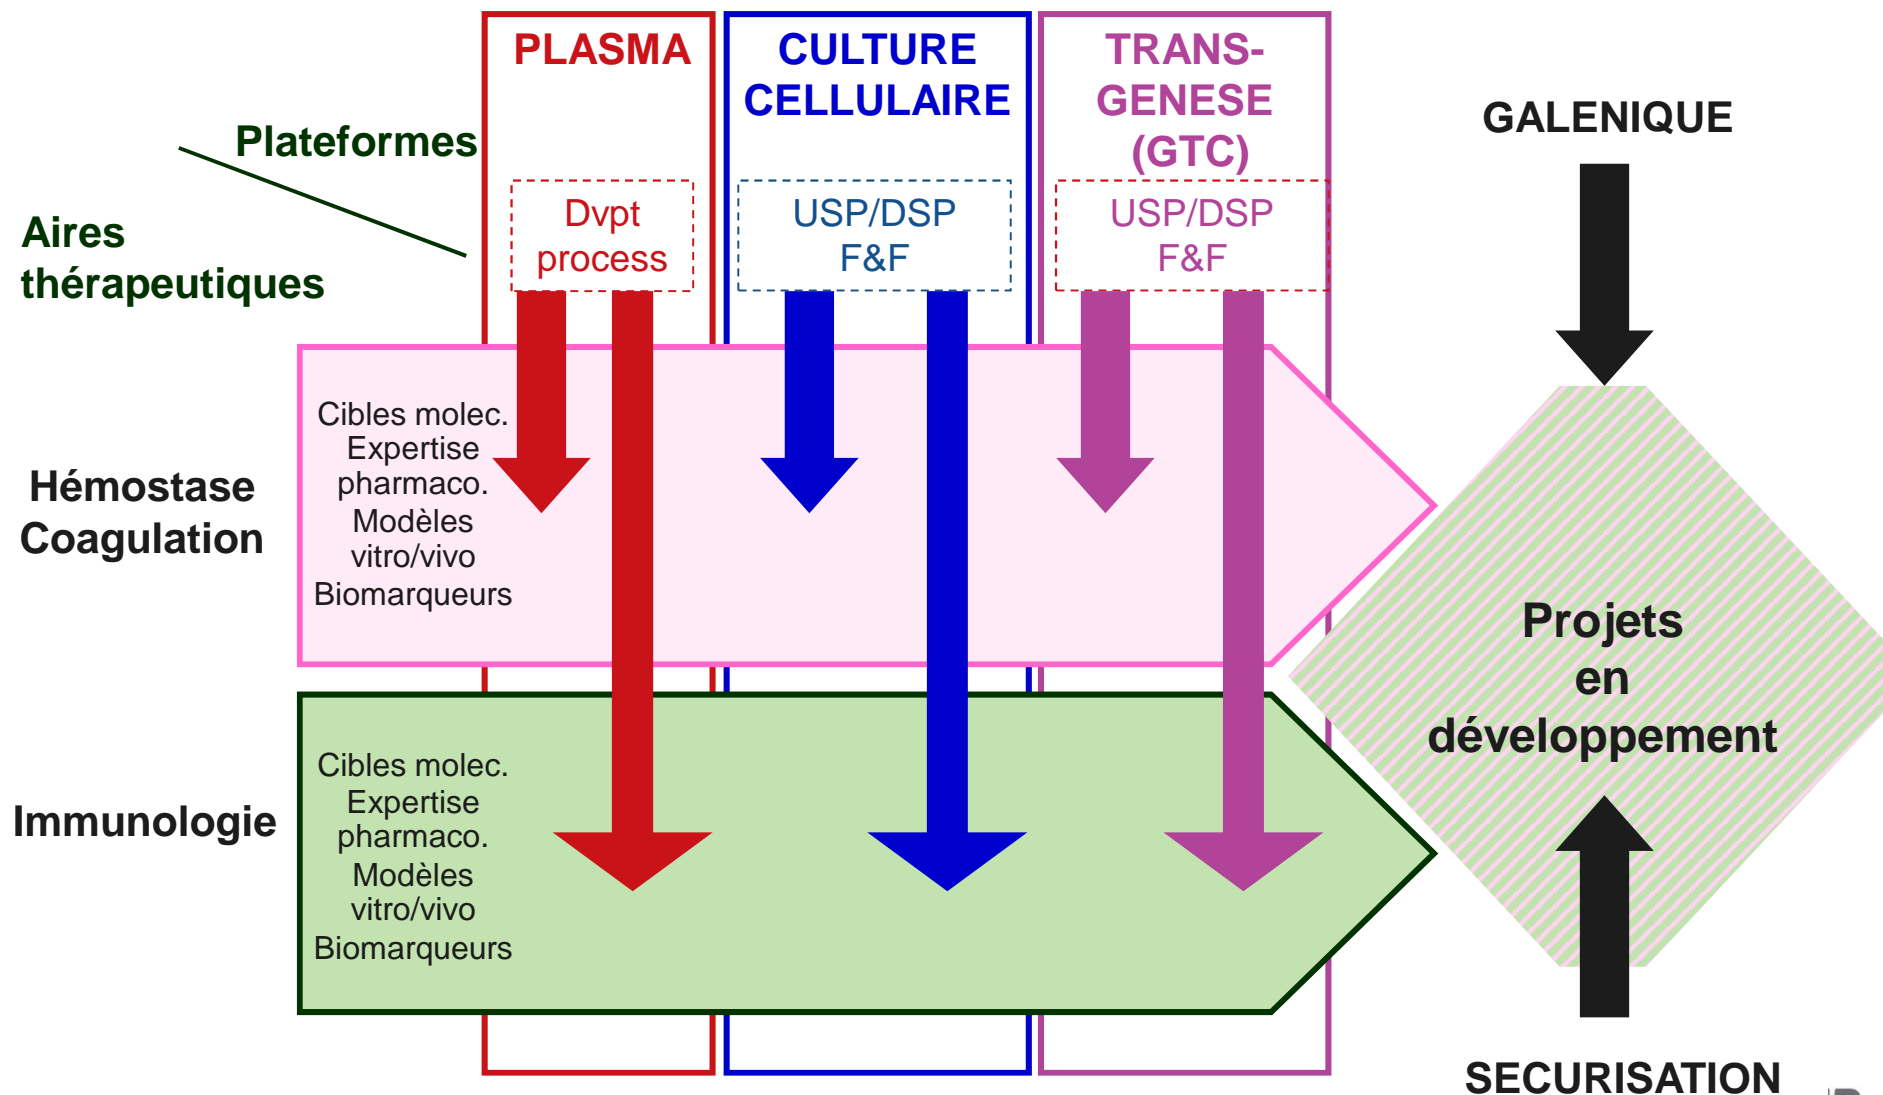 PLASMA
CULTURE
CELLULAIRE
TRANS-
GENESE
(GTC)
GALENIQUE
Plateformes
Aires
thérapeutiques
Dvpt
process
USP/DSP
F&F
USP/DSP
F&F
Hémostase
Coagulation
Cibles molec.
Expertise
pharmaco.
Modèles
vitro/vivo
Biomarqueurs
Projets
en
développement
Immunologie
Cibles molec.
Expertise
pharmaco.
Modèles
vitro/vivo
Biomarqueurs
SECURISATION